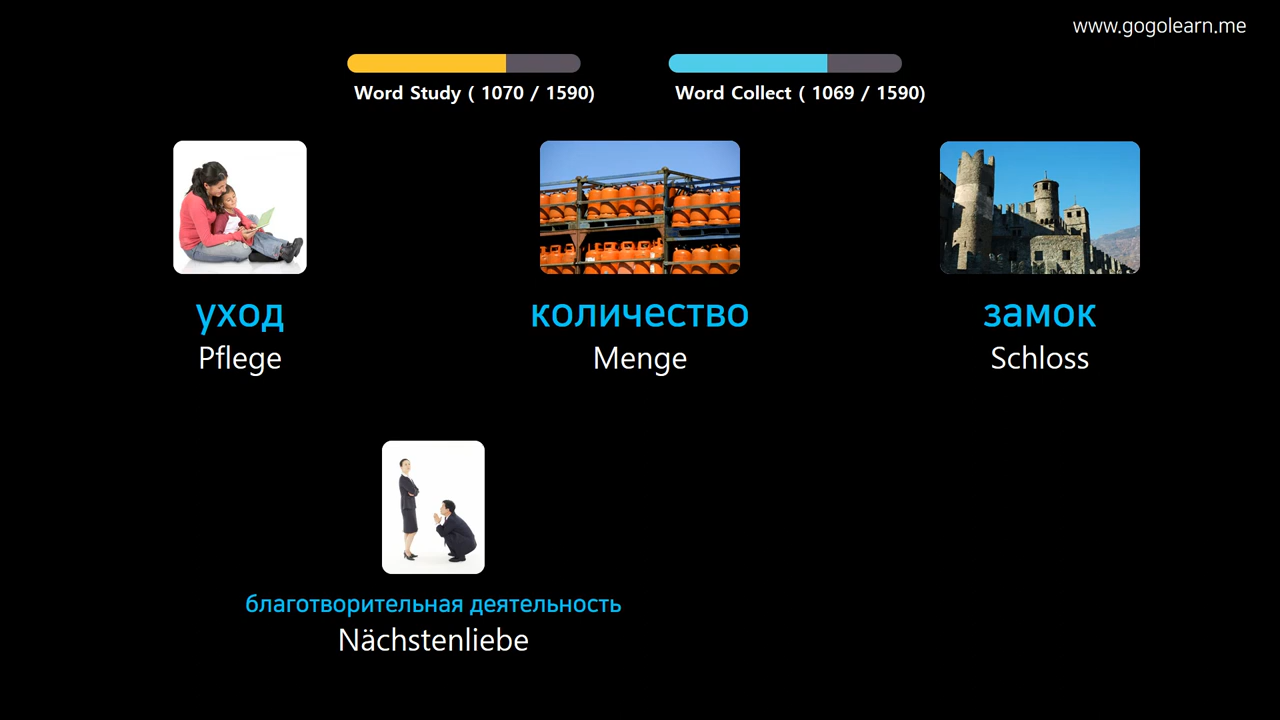 www.gogolearn.me
Word Study ( 1070 / 1590)
Word Collect ( 1069 / 1590)
уход
Pflege
количество
Menge
замок
Schloss
благотворительная деятельность
Nächstenliebe